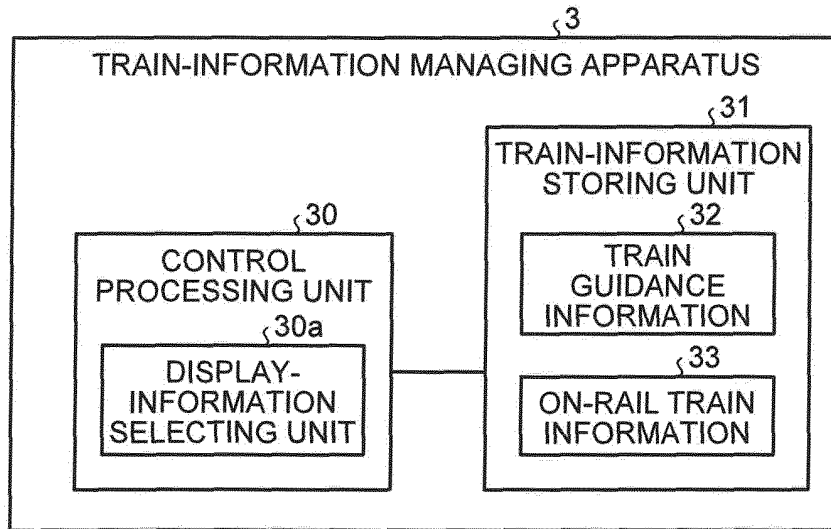 3
TRAIN-INFORMATION MANAGING APPARATUS
30
CONTROL
PROCESSING UNIT
30a
DISPLAY-
INFORMATION
SELECTING UNIT
31
TRAIN-INFORMATION
STORING UNIT
32
TRAIN
GUIDANCE
INFORMATION
33
ON-RAIL TRAIN
INFORMATION